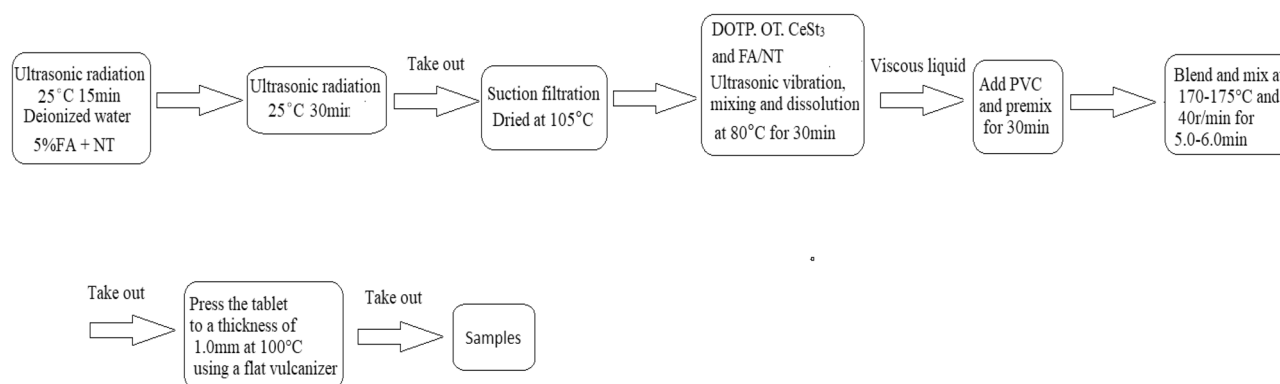 Ultrasonic radiation
25°C 15min
Deionized water
5%FA + NT
Ultrasonic radiation
25°C 30min
Take out
Suction filtration
Dried at 105°C
DOTP. OT. CeSt₃
and FA/NT
Ultrasonic vibration,
mixing and dissolution
at 80°C for 30min
Viscous liquid
Add PVC
and premix
for 30min
Blend and mix at
170-175°C and
40r/min for
5.0-6.0min
Take out
Press the tablet
to a thickness of
1.0mm at 100°C
using a flat vulcanizer
Take out
Samples